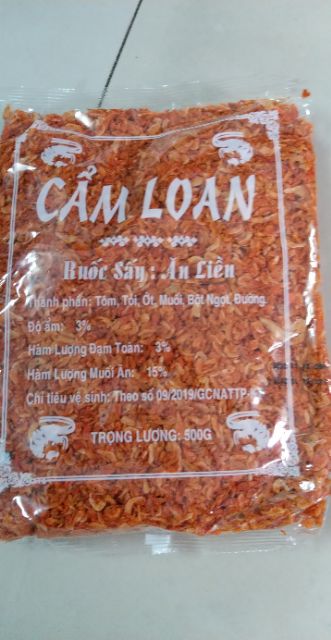 CẨM LOAN
Ruốc Sấy : Ăn Liền
Thành phần: Tôm, Tỏi, Ớt, Muối, Bột Ngọt, Đường.
Độ ẩm: 3%
Hàm Lượng Đạm Toàn: 3%
Hàm Lượng Muối Ăn: 15%
Chỉ tiêu vệ sinh: Theo số 09/2019/GCNATTP-
TRỌNG LƯỢNG: 500G